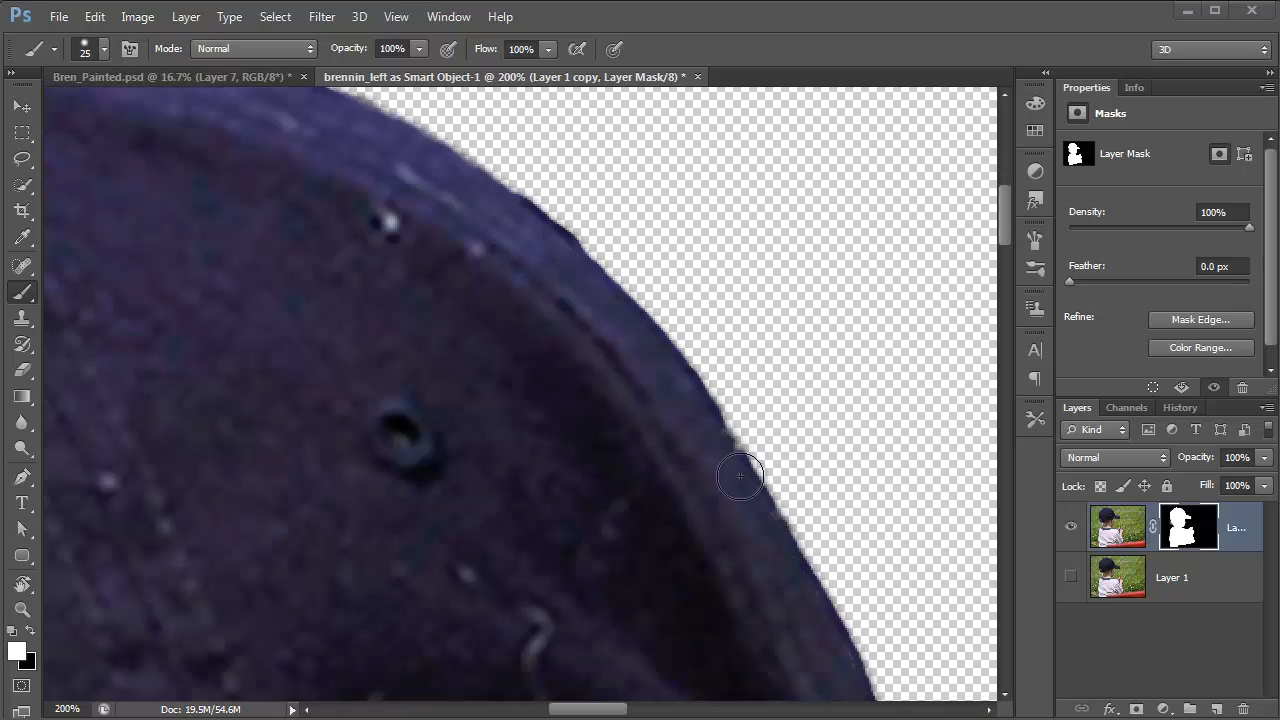 Ps File Edit Image Layer Type Select Filter 3D View Window Help
25 Mode: Normal Opacity: 100% Flow: 100% 3D
Bren_Painted.psd @ 16.7% (Layer 7, RGB/8*) * × brennin_left as Smart Object-1 @ 200% (Layer 1 copy, Layer Mask/8) * ×
Properties Info
Masks
Layer Mask
Density: 100%
Feather: 0.0 px
Refine: Mask Edge...
Color Range...
Layers Channels History
Kind
Normal Opacity: 100%
Lock: Fill: 100%
La...
Layer 1
200% Doc: 19.5M/54.6M